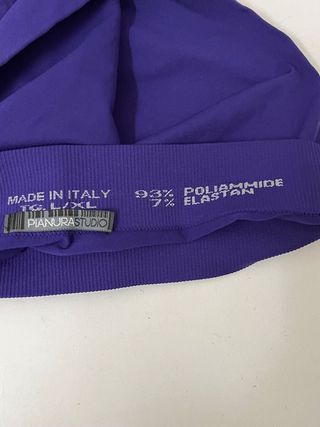 MADE IN ITALY
TG. L/XL
PIANURASTUDIO
93% POLIAMMIDE
7% ELASTAN